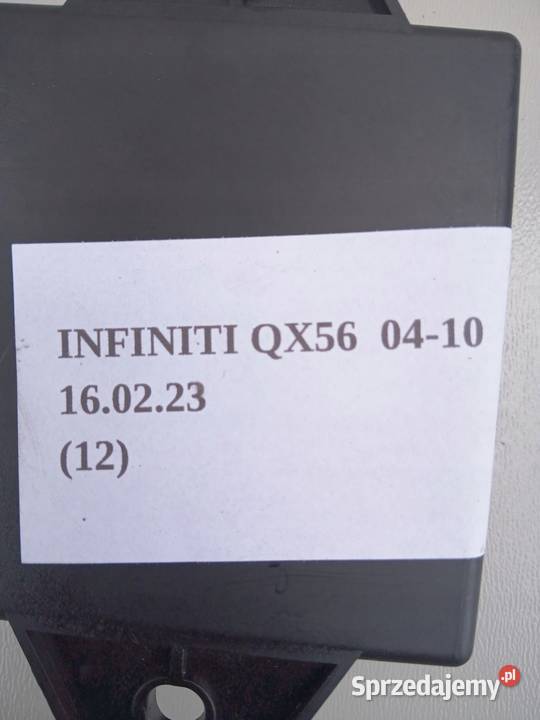 INFINITI QX56 04-10
16.02.23
(12)
Sprzedajemy.pl